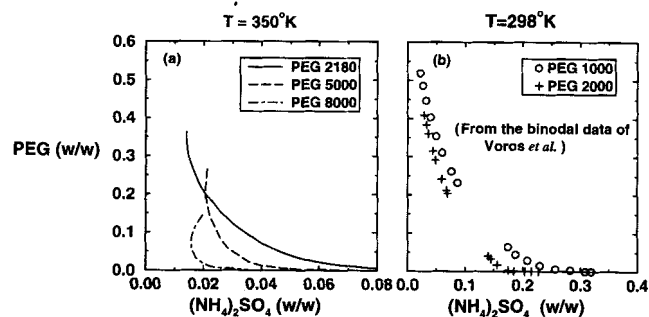 T = 350°K
T=298°K
(a)
PEG 2180
PEG 5000
PEG 8000
(b)
PEG 1000
PEG 2000
(From the binodal data of
Voros et al. )
PEG (w/w)
0.6
0.5
0.4
0.3
0.2
0.1
0.0
0.00 0.02 0.04 0.06 0.08
0.0 0.1 0.2 0.3 0.4
(NH4)2SO4 (w/w)
(NH4)2SO4 (w/w)